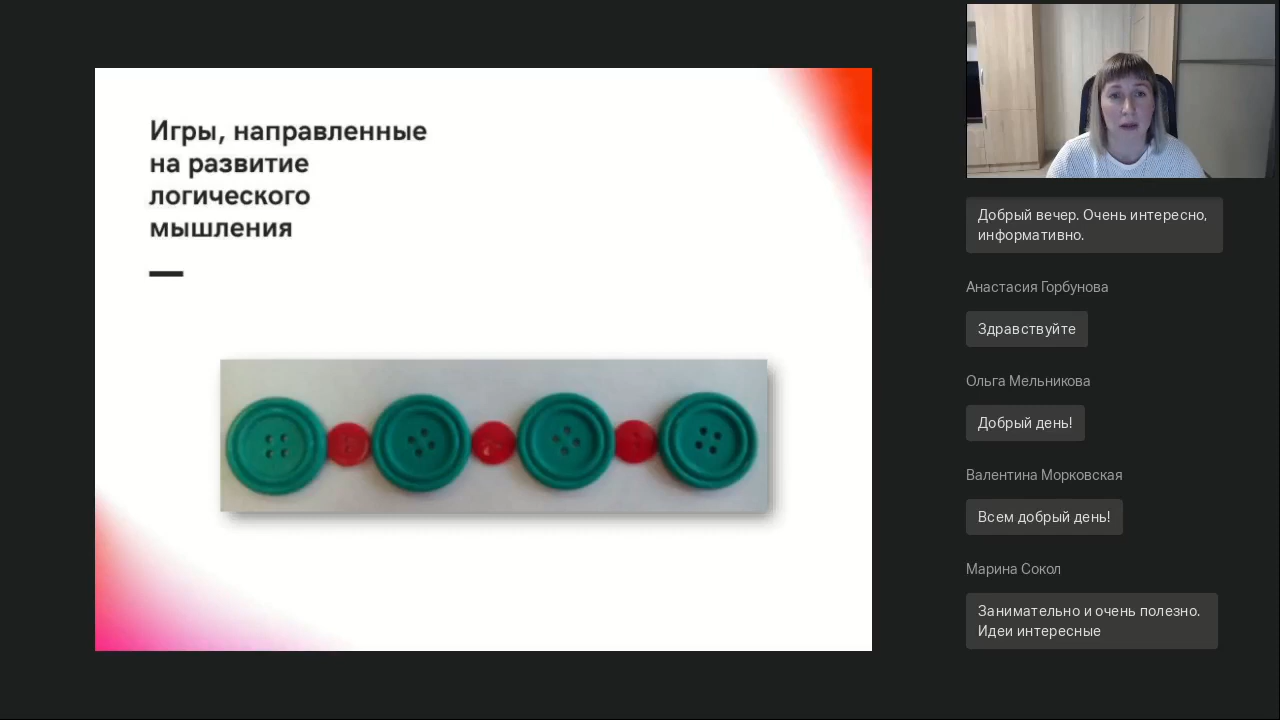 Игры, направленные
на развитие
логического
мышления
Добрый вечер. Очень интересно,
информативно.
Анастасия Горбунова
Здравствуйте
Ольга Мельникова
Добрый день!
Валентина Морковская
Всем добрый день!
Марина Сокол
Занимательно и очень полезно.
Идеи интересные